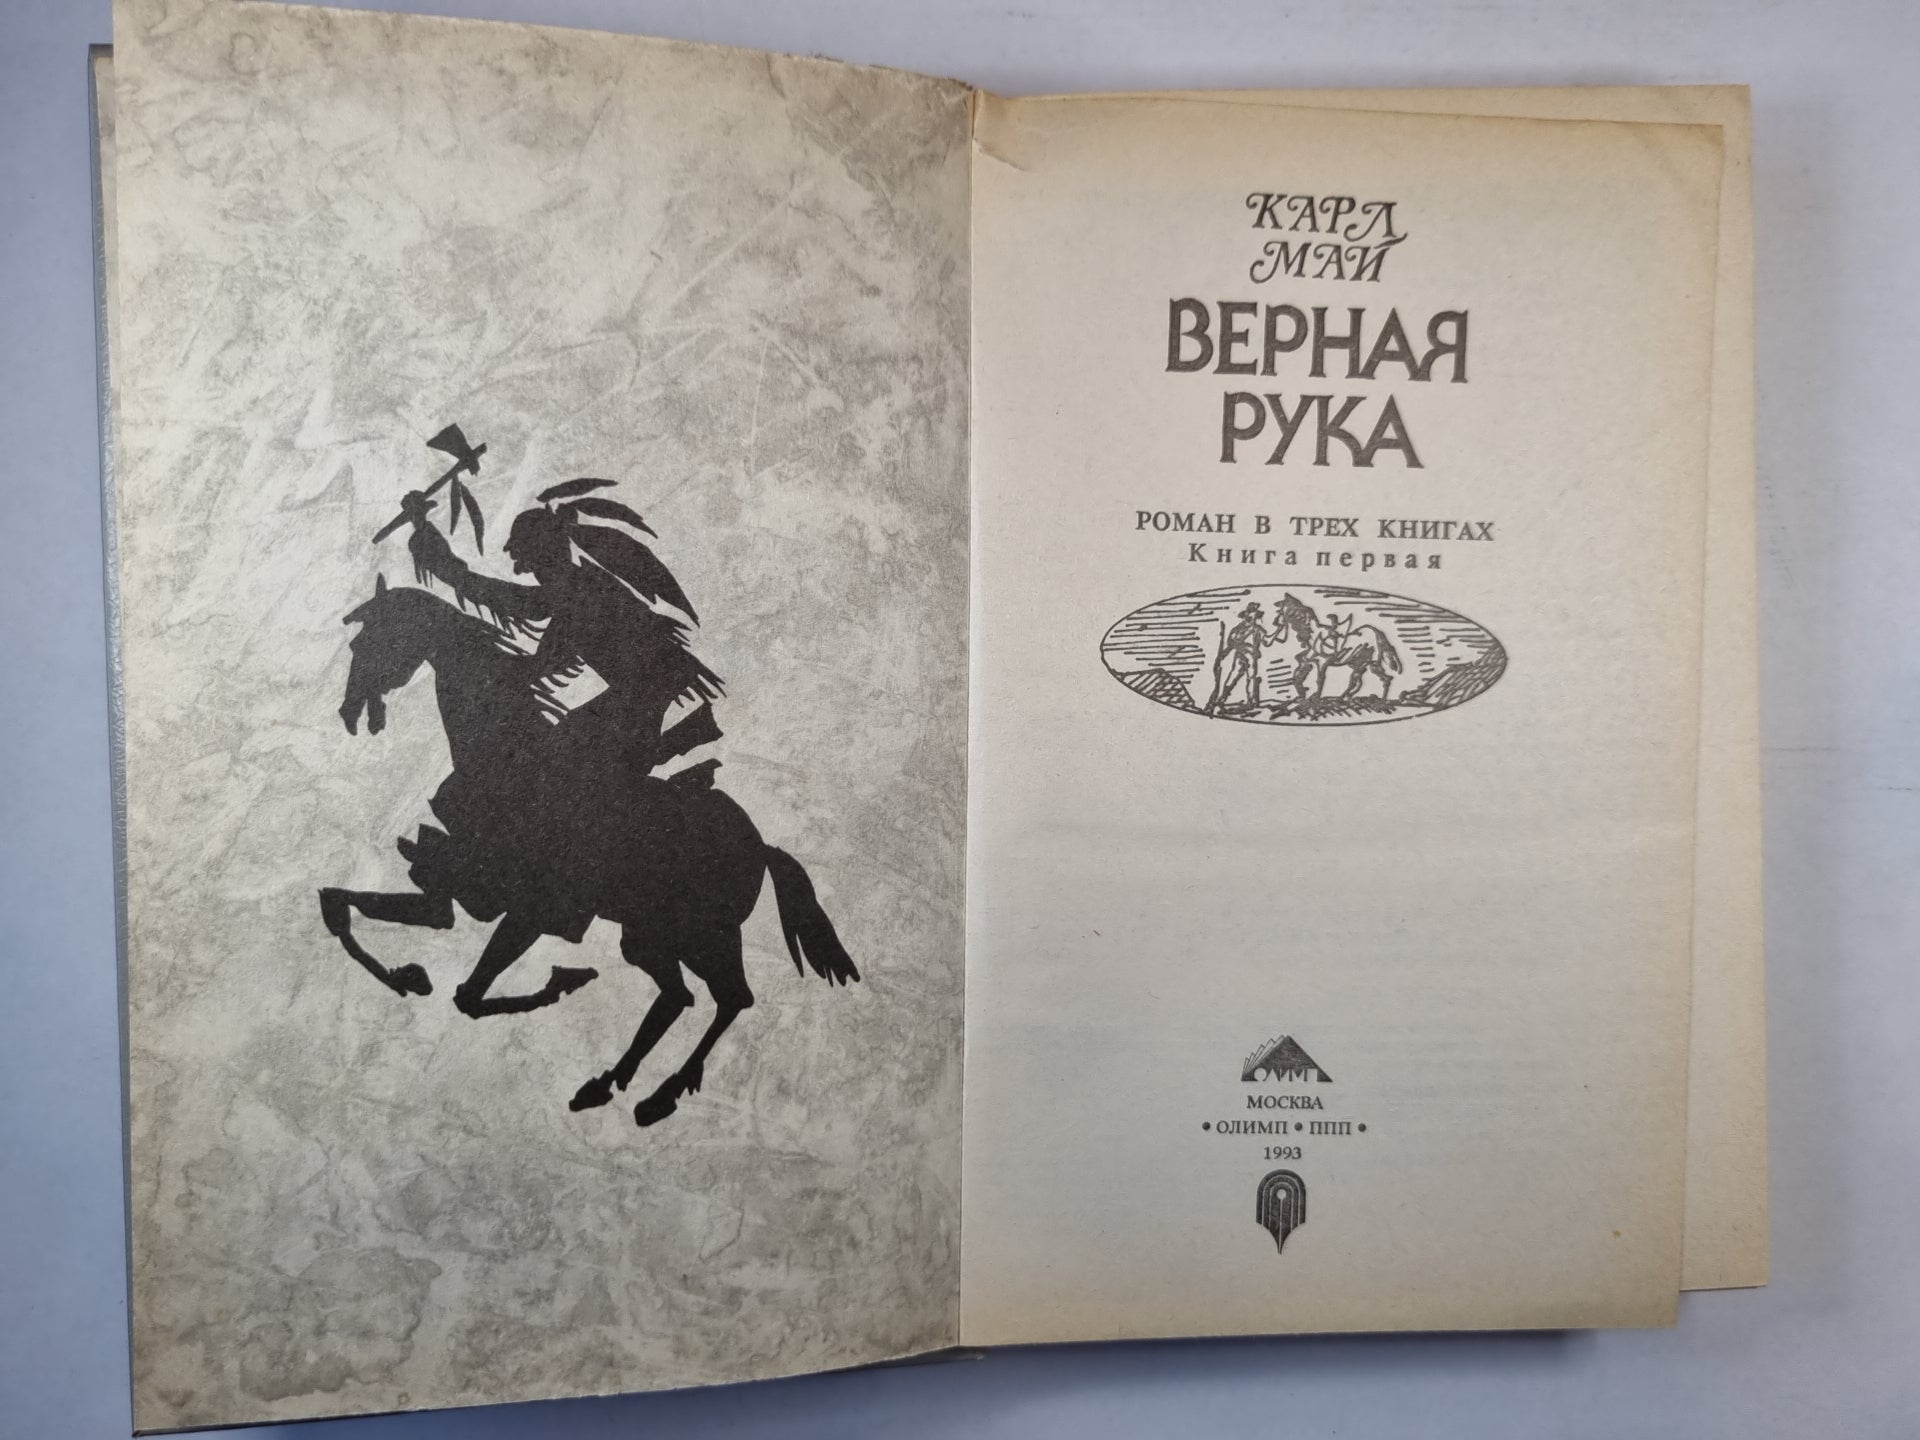 КАРЛ
МАЙ
ВЕРНАЯ
РУКА
РОМАН В ТРЕХ КНИГАХ
Книга первая
ОЛИМП
МОСКВА
• ОЛИМП • ППП •
1993